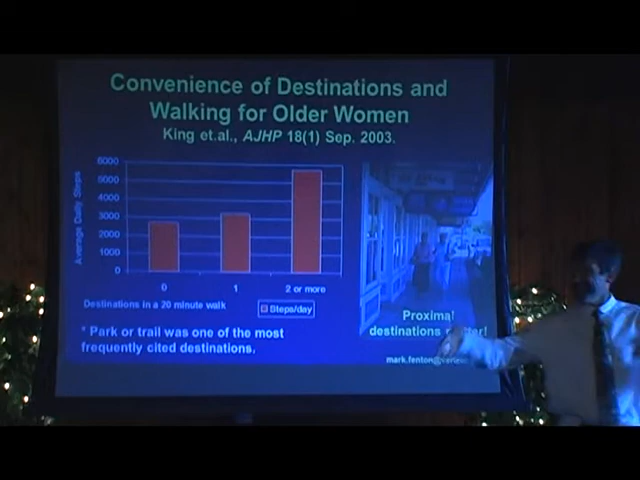 Convenience of Destinations and
Walking for Older Women
King et.al., AJHP 18(1) Sep. 2003.
Average Daily Steps
6000
5000
4000
3000
2000
1000
0
0
1
2 or more
Destinations in a 20 minute walk
Steps/day
* Park or trail was one of the most
frequently cited destinations.
Proximal
destinations
mark.fenton@